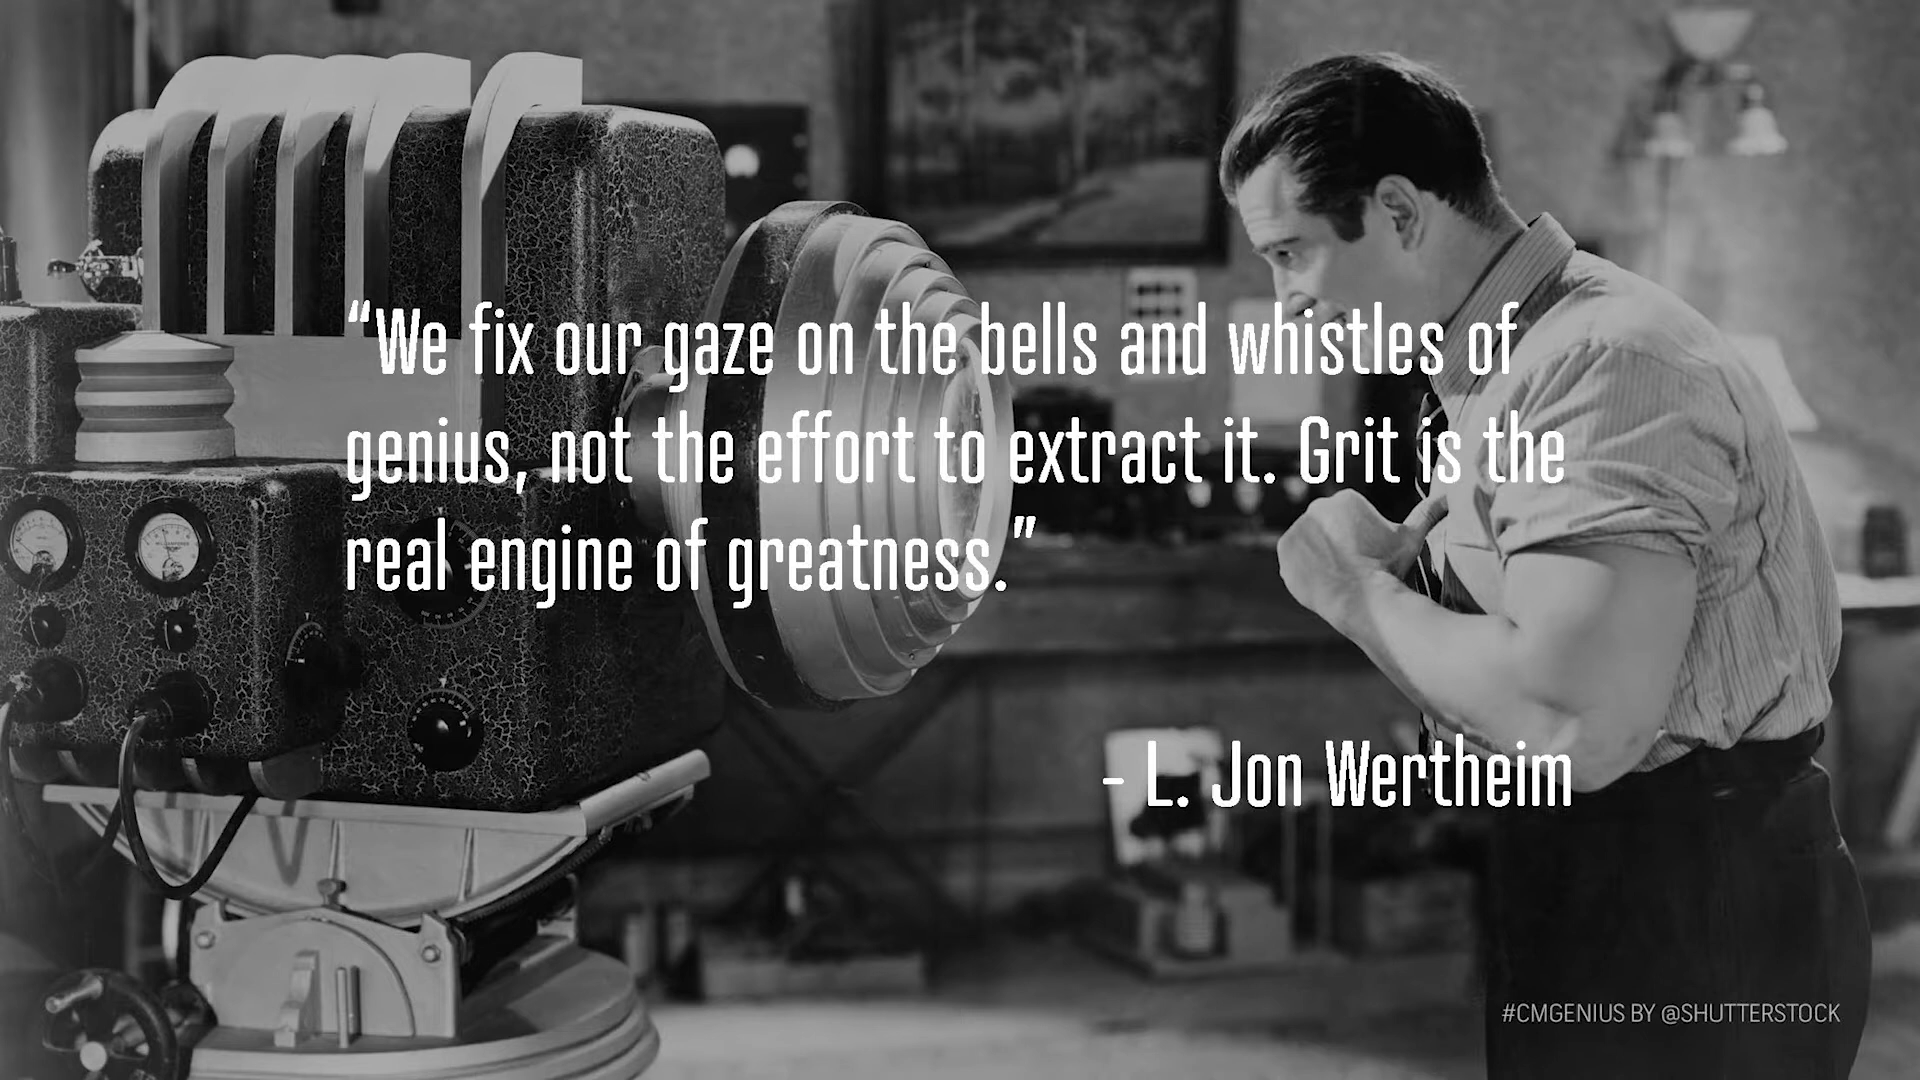 “We fix our gaze on the bells and whistles of
genius, not the effort to extract it. Grit is the
real engine of greatness.”
- L. Jon Wertheim
#CMGENIUS BY @SHUTTERSTOCK